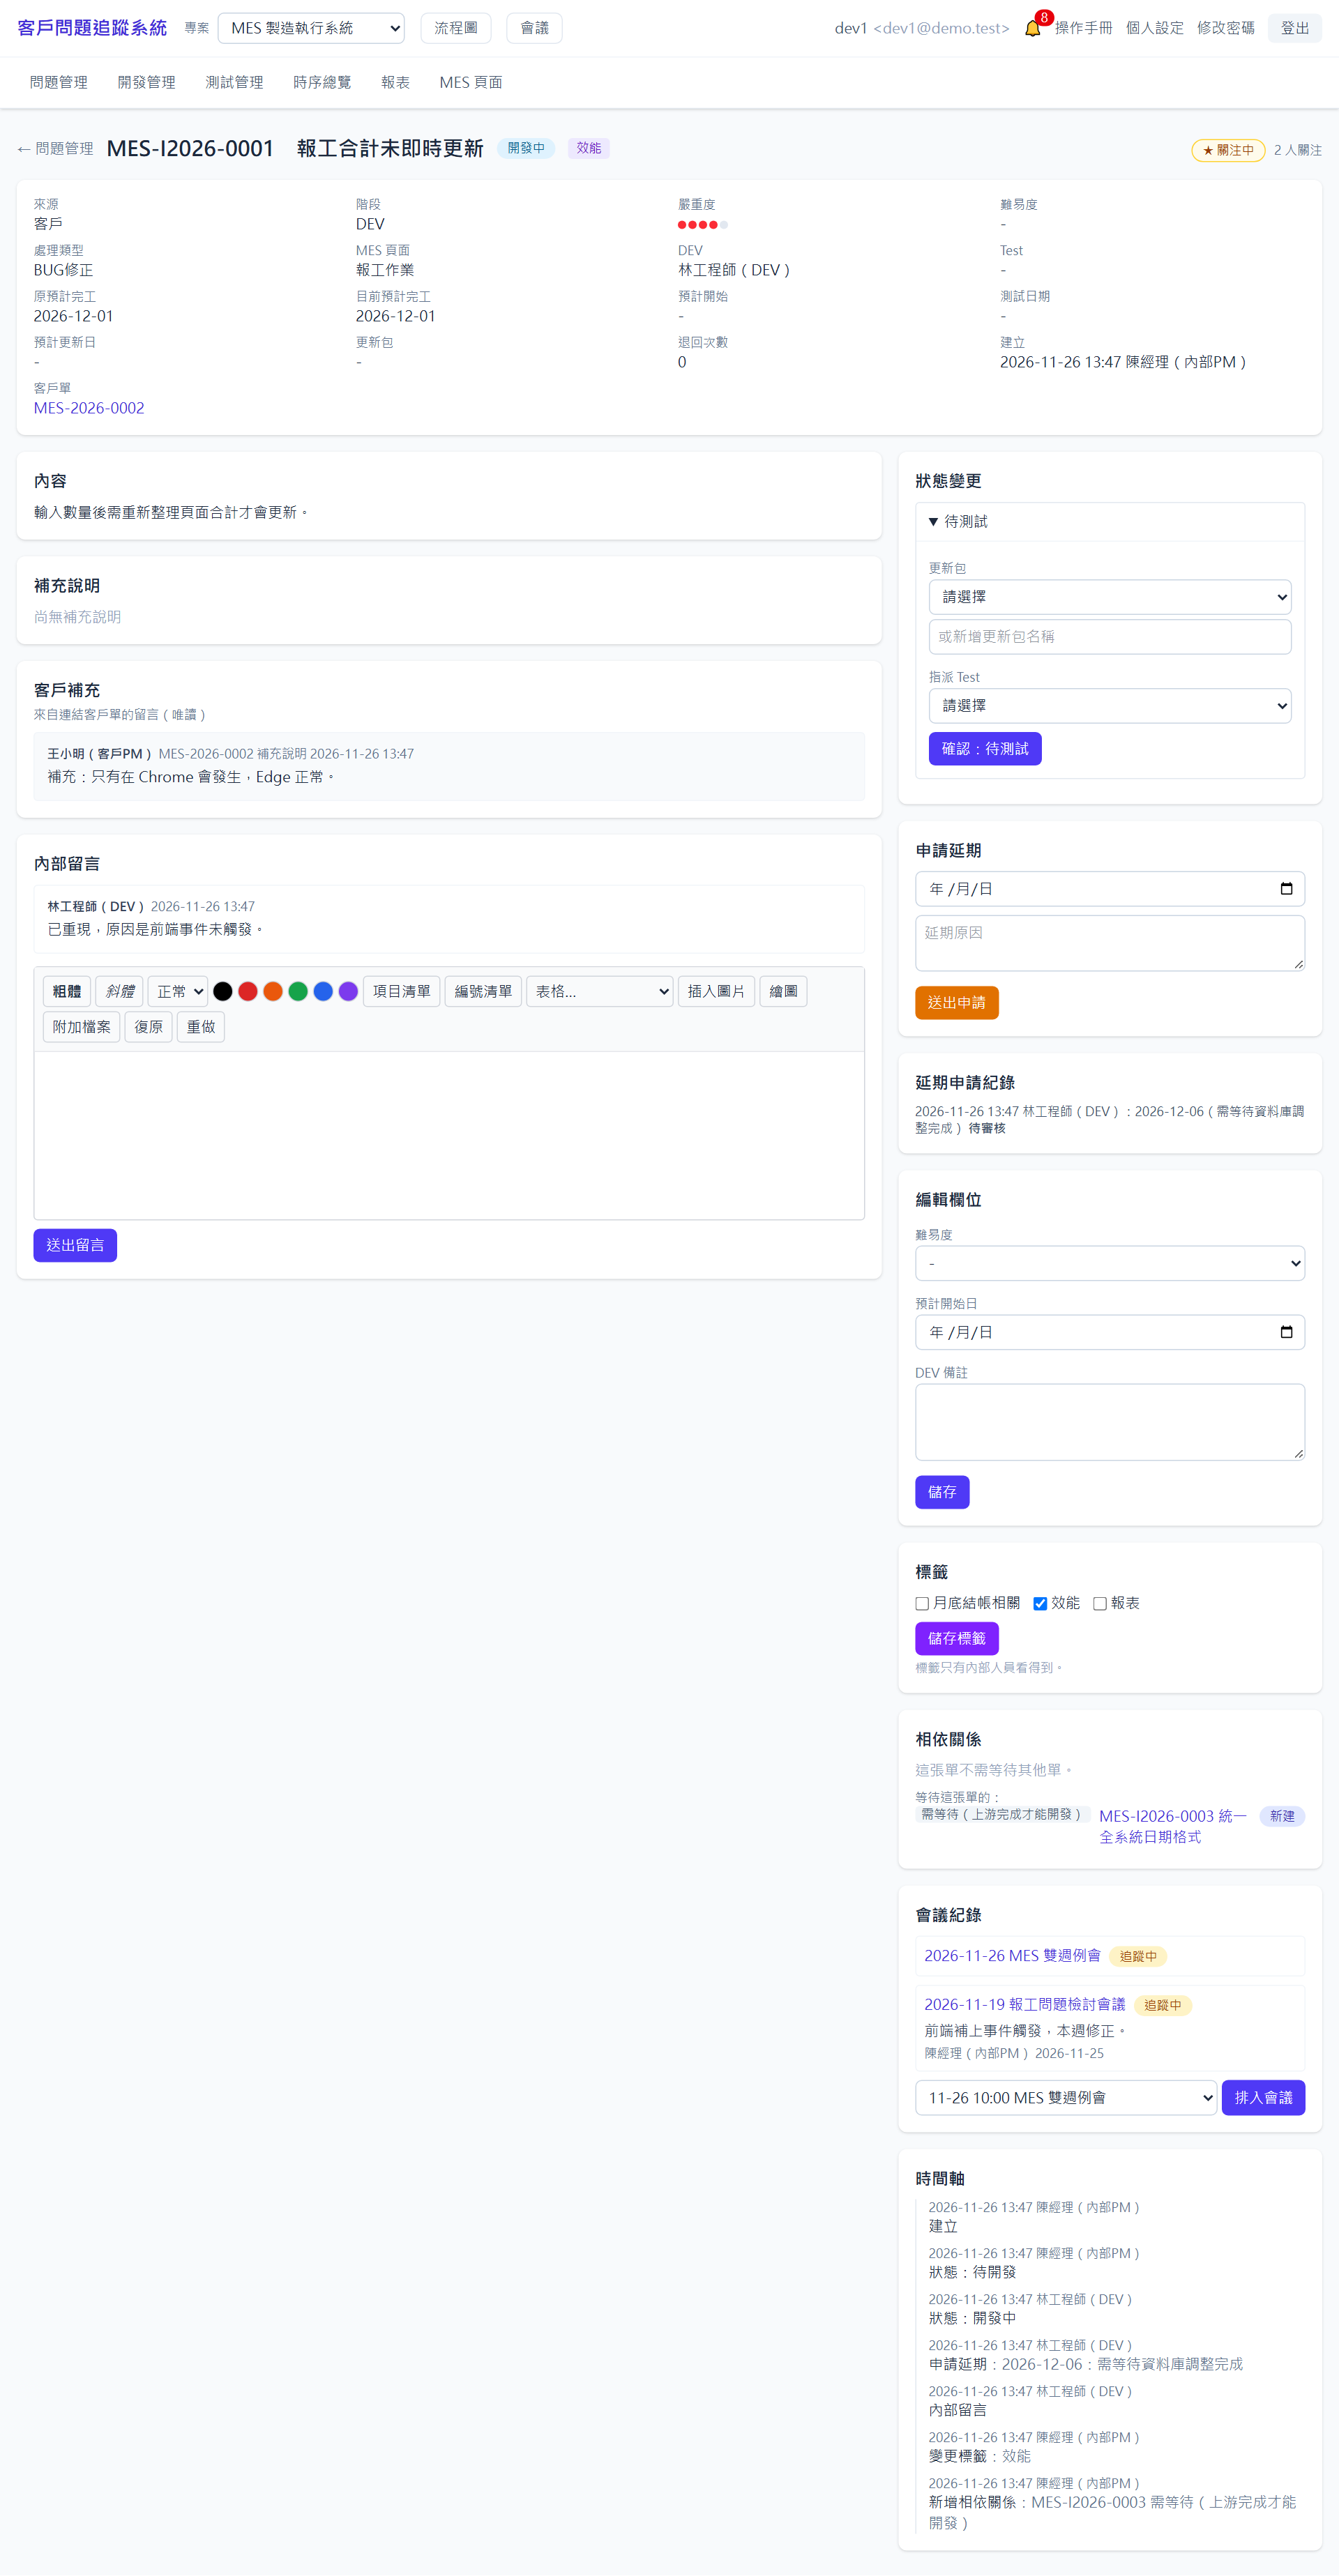 客戶問題追蹤系統 專案 MES 製造執行系統 流程圖 會議 dev1 <dev1@demo.test> 8 操作手冊 個人設定 修改密碼 登出
問題管理 開發管理 測試管理 時序總覽 報表 MES 頁面
← 問題管理 MES-I2026-0001 報工合計未即時更新 開發中 效能 ★ 關注中 2 人關注
來源 階段 嚴重度 難易度
客戶 DEV -
處理類型 MES 頁面 DEV Test
BUG修正 報工作業 林工程師（DEV） -
原預計完工 目前預計完工 預計開始 測試日期
2026-12-01 2026-12-01 - -
預計更新日 更新包 退回次數 建立
- - 0 2026-11-26 13:47 陳經理（內部PM）
客戶單
MES-2026-0002
內容
輸入數量後需重新整理頁面合計才會更新。
補充說明
尚無補充說明
客戶補充
來自連結客戶單的留言（唯讀）
王小明（客戶PM） MES-2026-0002 補充說明 2026-11-26 13:47
補充：只有在 Chrome 會發生，Edge 正常。
內部留言
林工程師（DEV） 2026-11-26 13:47
已重現，原因是前端事件未觸發。
粗體 斜體 正常 項目清單 編號清單 表格... 插入圖片 繪圖
附加檔案 復原 重做
送出留言
狀態變更
▼ 待測試
更新包
請選擇
或新增更新包名稱
指派 Test
請選擇
確認：待測試
申請延期
年 /月/日
延期原因
送出申請
延期申請紀錄
2026-11-26 13:47 林工程師（DEV）：2026-12-06（需等待資料庫調
整完成） 待審核
編輯欄位
難易度
-
預計開始日
年 /月/日
DEV 備註
儲存
標籤
月底結帳相關 效能 報表
儲存標籤
標籤只有內部人員看得到。
相依關係
這張單不需等待其他單。
等待這張單的：
需等待（上游完成才能開發） MES-I2026-0003 統一 新建
全系統日期格式
會議紀錄
2026-11-26 MES 雙週例會 追蹤中
2026-11-19 報工問題檢討會議 追蹤中
前端補上事件觸發，本週修正。
陳經理（內部PM） 2026-11-25
11-26 10:00 MES 雙週例會 排入會議
時間軸
2026-11-26 13:47 陳經理（內部PM）
建立
2026-11-26 13:47 陳經理（內部PM）
狀態：待開發
2026-11-26 13:47 林工程師（DEV）
狀態：開發中
2026-11-26 13:47 林工程師（DEV）
申請延期：2026-12-06：需等待資料庫調整完成
2026-11-26 13:47 林工程師（DEV）
內部留言
2026-11-26 13:47 陳經理（內部PM）
變更標籤：效能
2026-11-26 13:47 陳經理（內部PM）
新增相依關係：MES-I2026-0003 需等待（上游完成才能
開發）